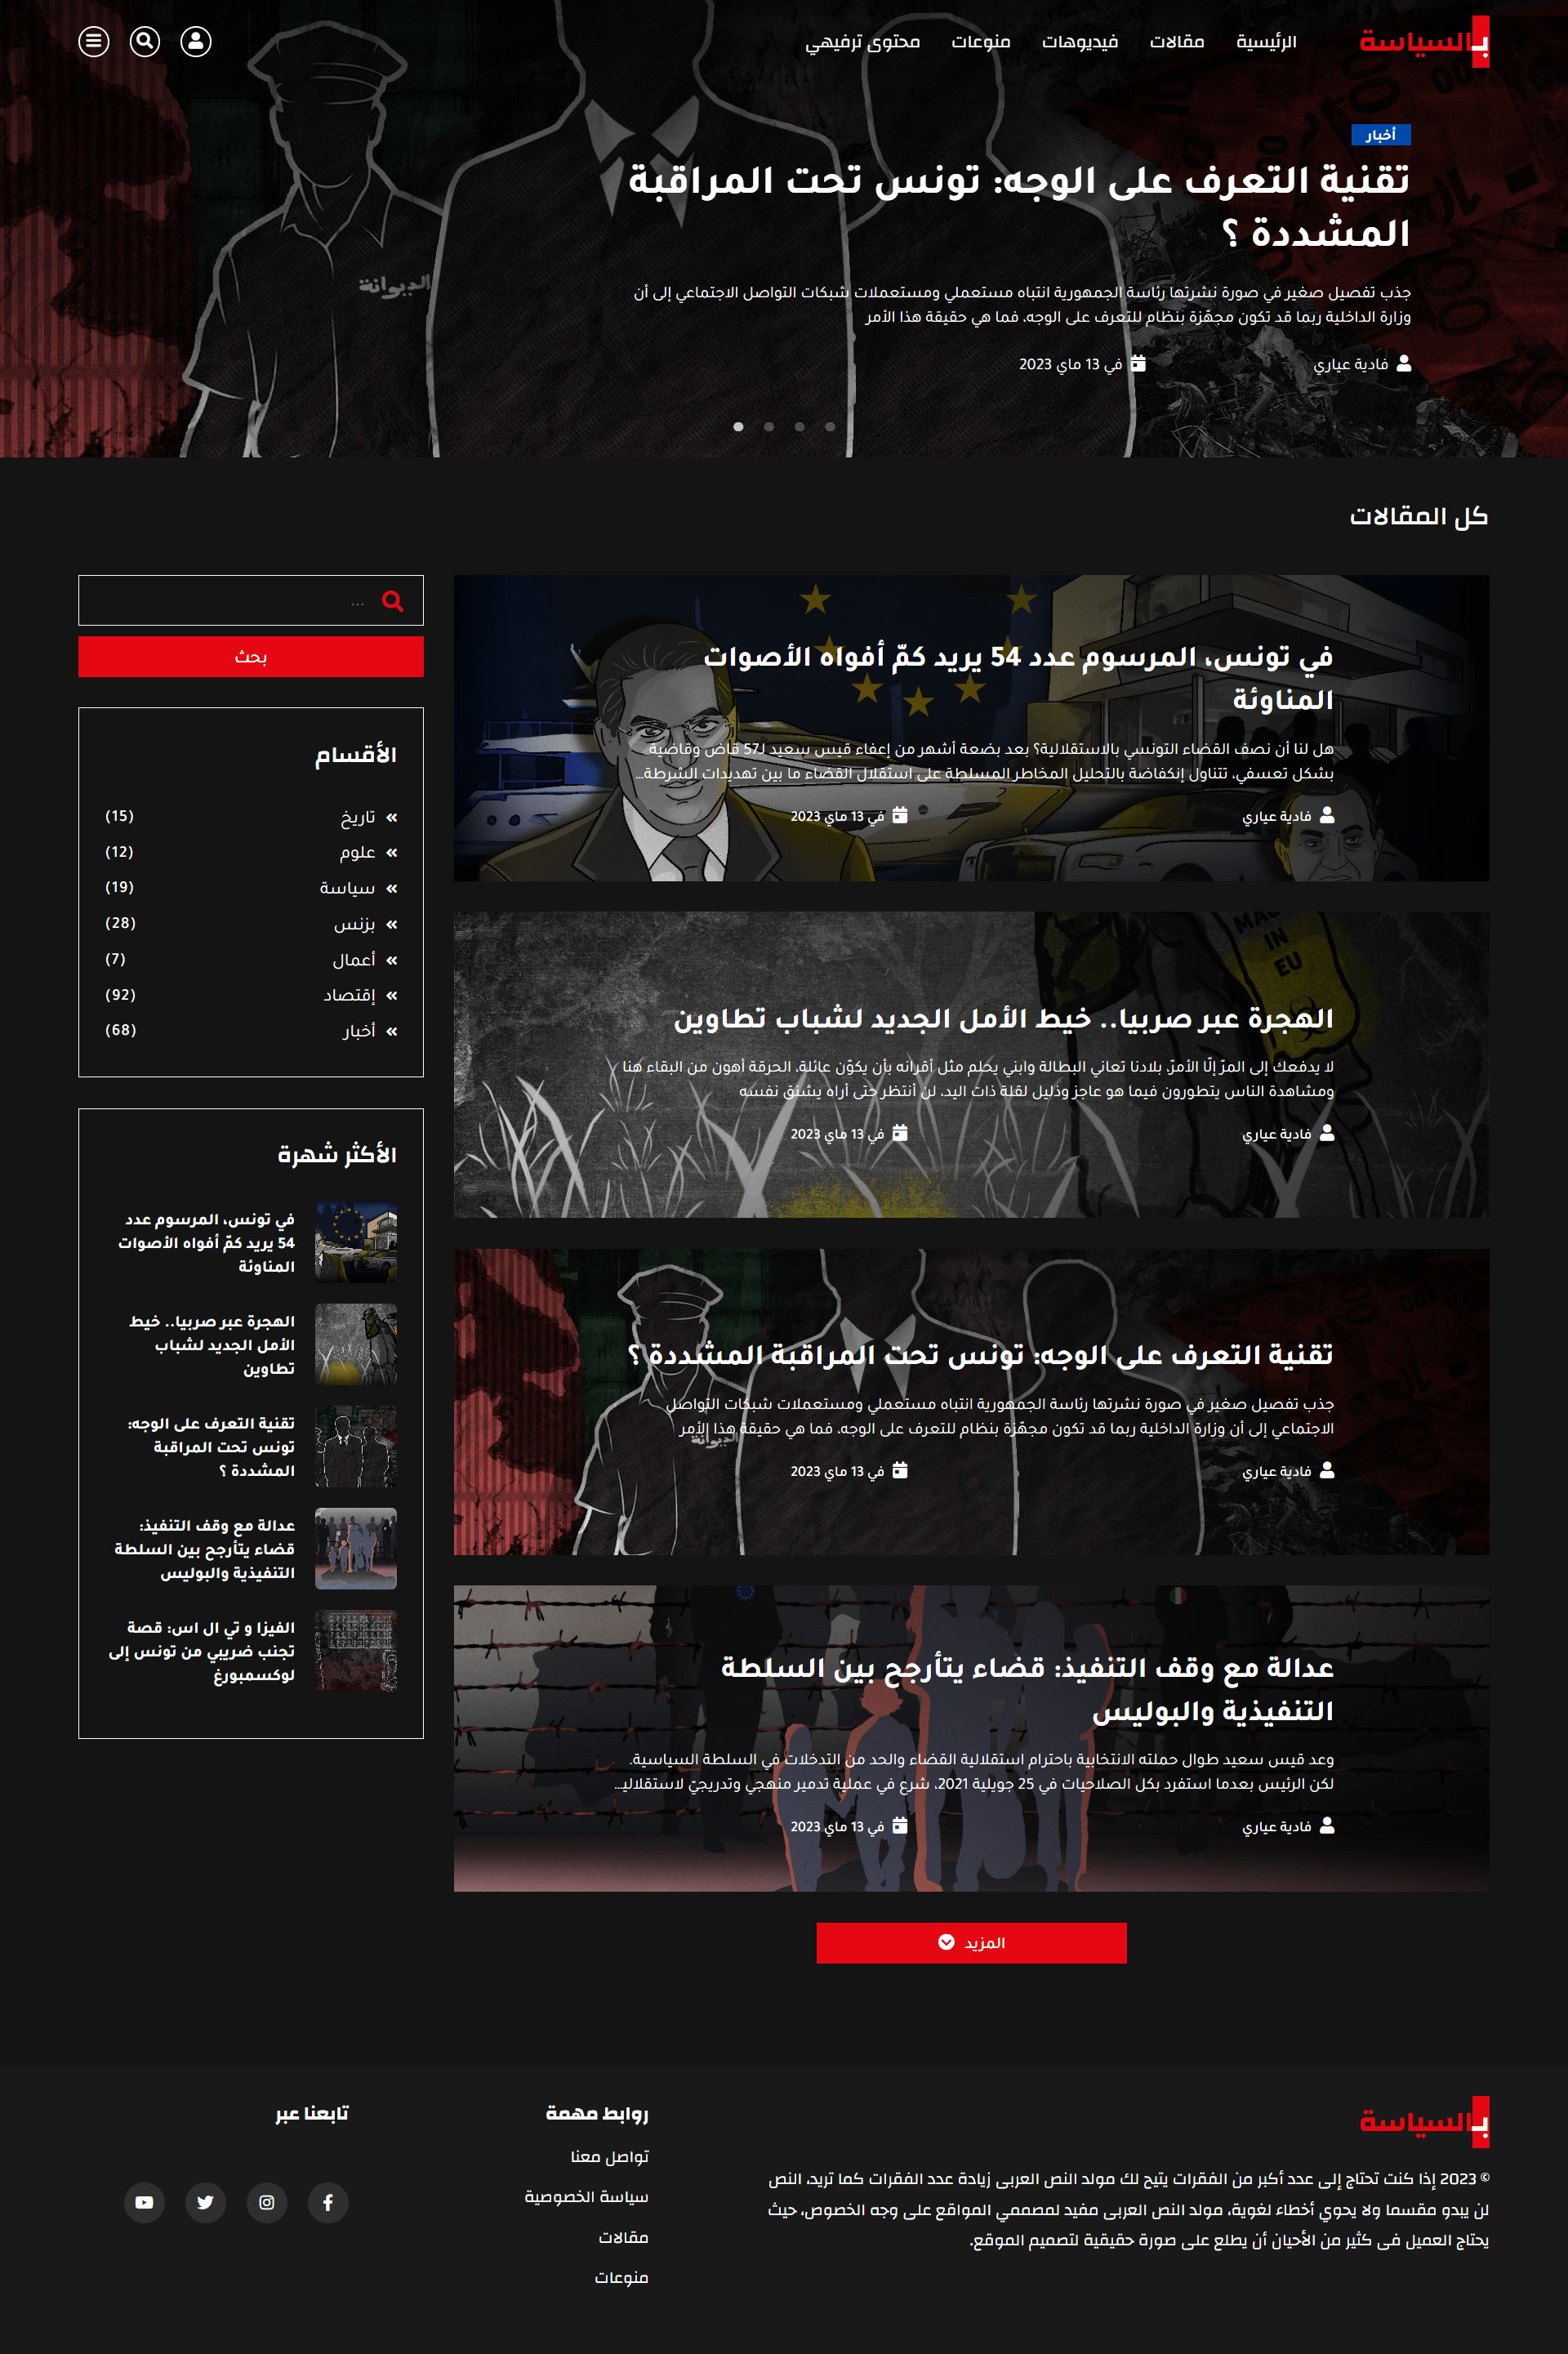 بالسياسة
الرئيسية
مقالات
فيديوهات
منوعات
محتوى ترفيهي
أخبار
تقنية التعرف على الوجه: تونس تحت المراقبة
المشددة ؟
جذب تفصيل صغير في صورة نشرتها رئاسة الجمهورية انتباه مستعملي ومستعملات شبكات التواصل الاجتماعي إلى أن
وزارة الداخلية ربما قد تكون مجهّزة بنظام للتعرف على الوجه، فما هي حقيقة هذا الأمر
فادية عياري
في 13 ماي 2023
الديوانة
كل المقالات
في تونس، المرسوم عدد 54 يريد كمّ أفواه الأصوات
المناوئة
هل لنا أن نصف القضاء التونسي بالاستقلالية؟ بعد بضعة أشهر من إعفاء قيس سعيد لـ57 قاض وقاضية
بشكل تعسفي، تتناول إنكفاضة بالتحليل المخاطر المسلطة على استقلال القضاء ما بين تهديدات الشرطة...
فادية عياري
في 13 ماي 2023
MADE
IN
EU
الهجرة عبر صربيا.. خيط الأمل الجديد لشباب تطاوين
لا يدفعك إلى المرّ إلّا الأمرّ، بلادنا تعاني البطالة وابني يحلم مثل أقرانه بأن يكوّن عائلة، الحرقة أهون من البقاء هنا
ومشاهدة الناس يتطورون فيما هو عاجز وذليل لقلة ذات اليد، لن أنتظر حتى أراه يشنق نفسه
فادية عياري
في 13 ماي 2023
تقنية التعرف على الوجه: تونس تحت المراقبة المشددة ؟
جذب تفصيل صغير في صورة نشرتها رئاسة الجمهورية انتباه مستعملي ومستعملات شبكات التواصل
الاجتماعي إلى أن وزارة الداخلية ربما قد تكون مجهّزة بنظام للتعرف على الوجه، فما هي حقيقة هذا الأمر
الديوانة
فادية عياري
في 13 ماي 2023
عدالة مع وقف التنفيذ: قضاء يتأرجح بين السلطة
التنفيذية والبوليس
وعد قيس سعيد طوال حملته الانتخابية باحترام استقلالية القضاء والحد من التدخلات في السلطة السياسية.
لكن الرئيس بعدما استفرد بكل الصلاحيات في 25 جويلية 2021، شرع في عملية تدمير منهجي وتدريجيّ لاستقلاليـ...
فادية عياري
في 13 ماي 2023
المزيد
...
بحث
الأقسام
تاريخ (15)
علوم (12)
سياسة (19)
بزنس (28)
أعمال (7)
إقتصاد (92)
أخبار (68)
الأكثر شهرة
في تونس، المرسوم عدد
54 يريد كمّ أفواه الأصوات
المناوئة
الهجرة عبر صربيا.. خيط
الأمل الجديد لشباب
تطاوين
تقنية التعرف على الوجه:
تونس تحت المراقبة
المشددة ؟
عدالة مع وقف التنفيذ:
قضاء يتأرجح بين السلطة
التنفيذية والبوليس
الفيزا و تي ال اس: قصة
تجنب ضريبي من تونس إلى
لوكسمبورغ
بالسياسة
© 2023 إذا كنت تحتاج إلى عدد أكبر من الفقرات يتيح لك مولد النص العربى زيادة عدد الفقرات كما تريد، النص
لن يبدو مقسما ولا يحوي أخطاء لغوية، مولد النص العربى مفيد لمصممي المواقع على وجه الخصوص، حيث
يحتاج العميل فى كثير من الأحيان أن يطلع على صورة حقيقية لتصميم الموقع.
روابط مهمة
تواصل معنا
سياسة الخصوصية
مقالات
منوعات
تابعنا عبر